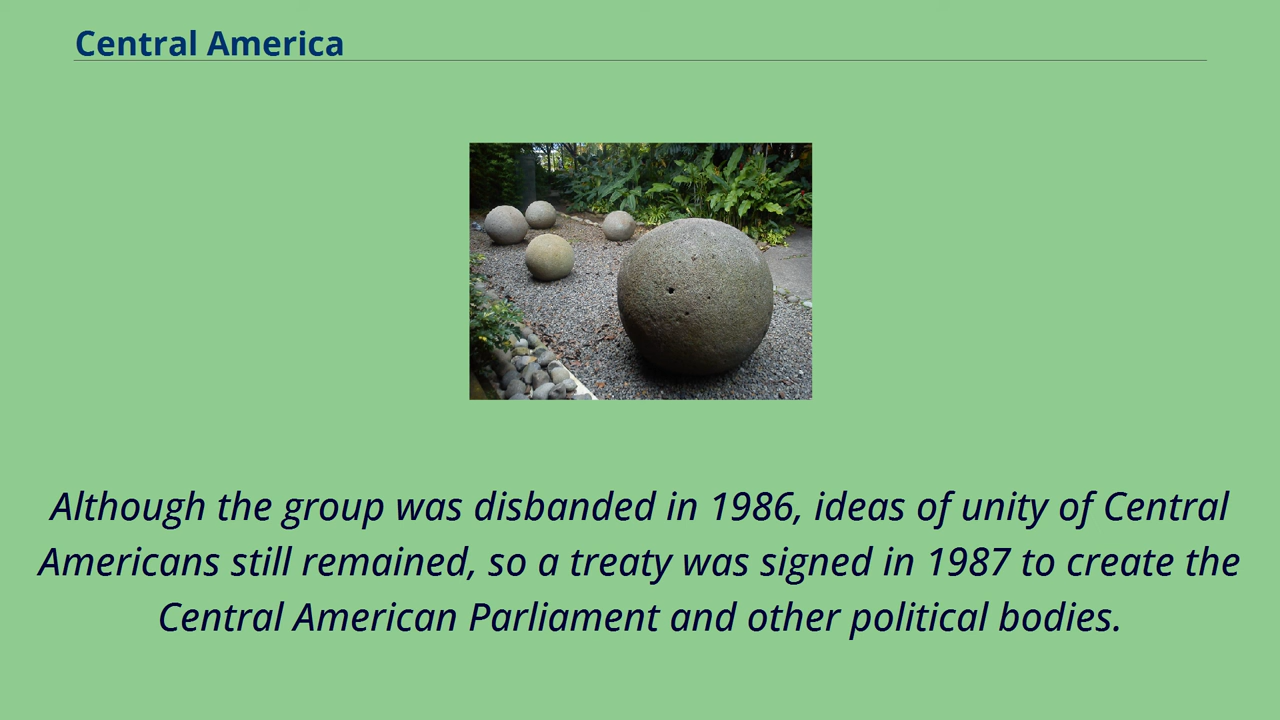 Central America
Although the group was disbanded in 1986, ideas of unity of Central
Americans still remained, so a treaty was signed in 1987 to create the
Central American Parliament and other political bodies.